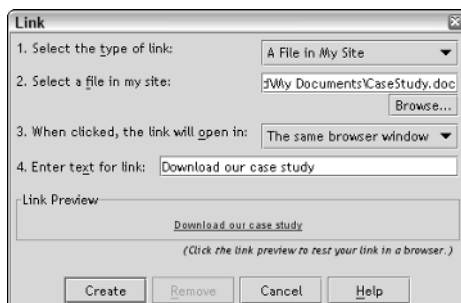 Link
1. Select the type of link: A File in My Site
2. Select a file in my site: d\My Documents\CaseStudy.doc
Browse...
3. When clicked, the link will open in: The same browser window
4. Enter text for link: Download our case study
Link Preview
Download our case study
(Click the link preview to test your link in a browser.)
Create Remove Cancel Help